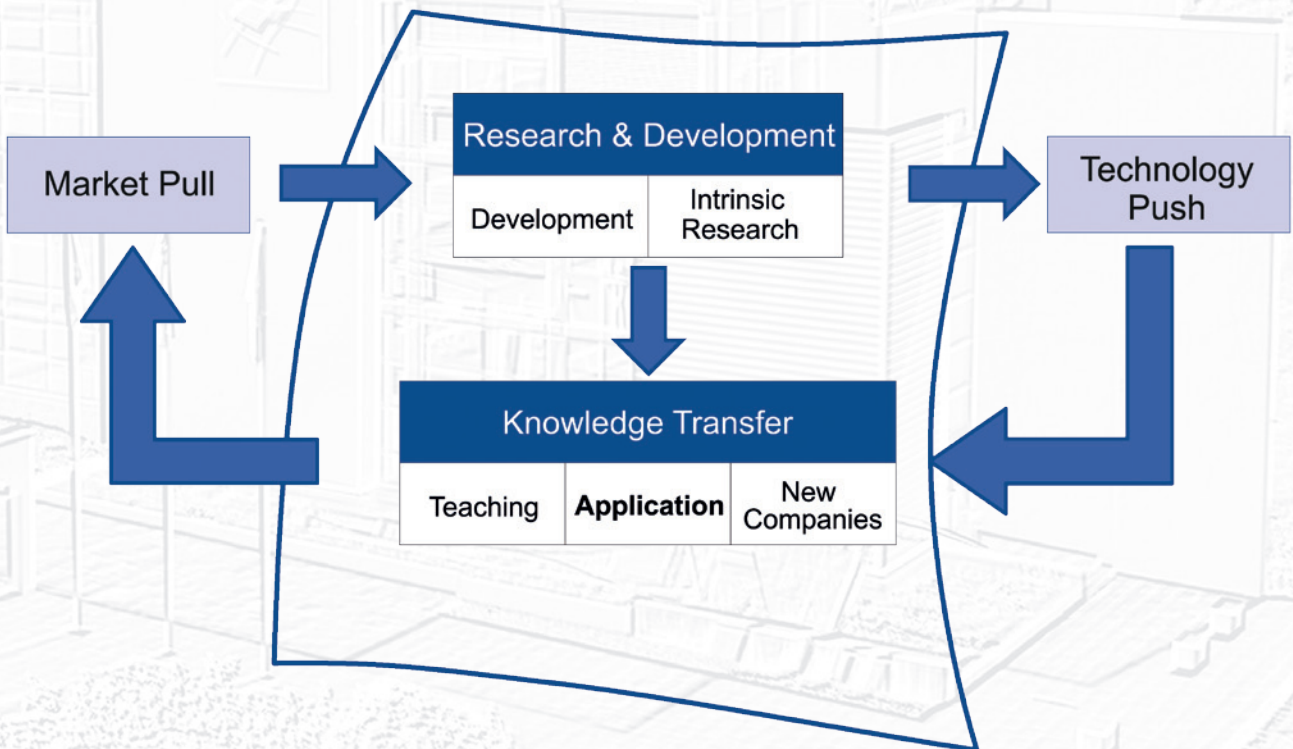 Research & Development
Market Pull
Development
Intrinsic
Research
Technology
Push
Knowledge Transfer
Teaching
Application
New
Companies